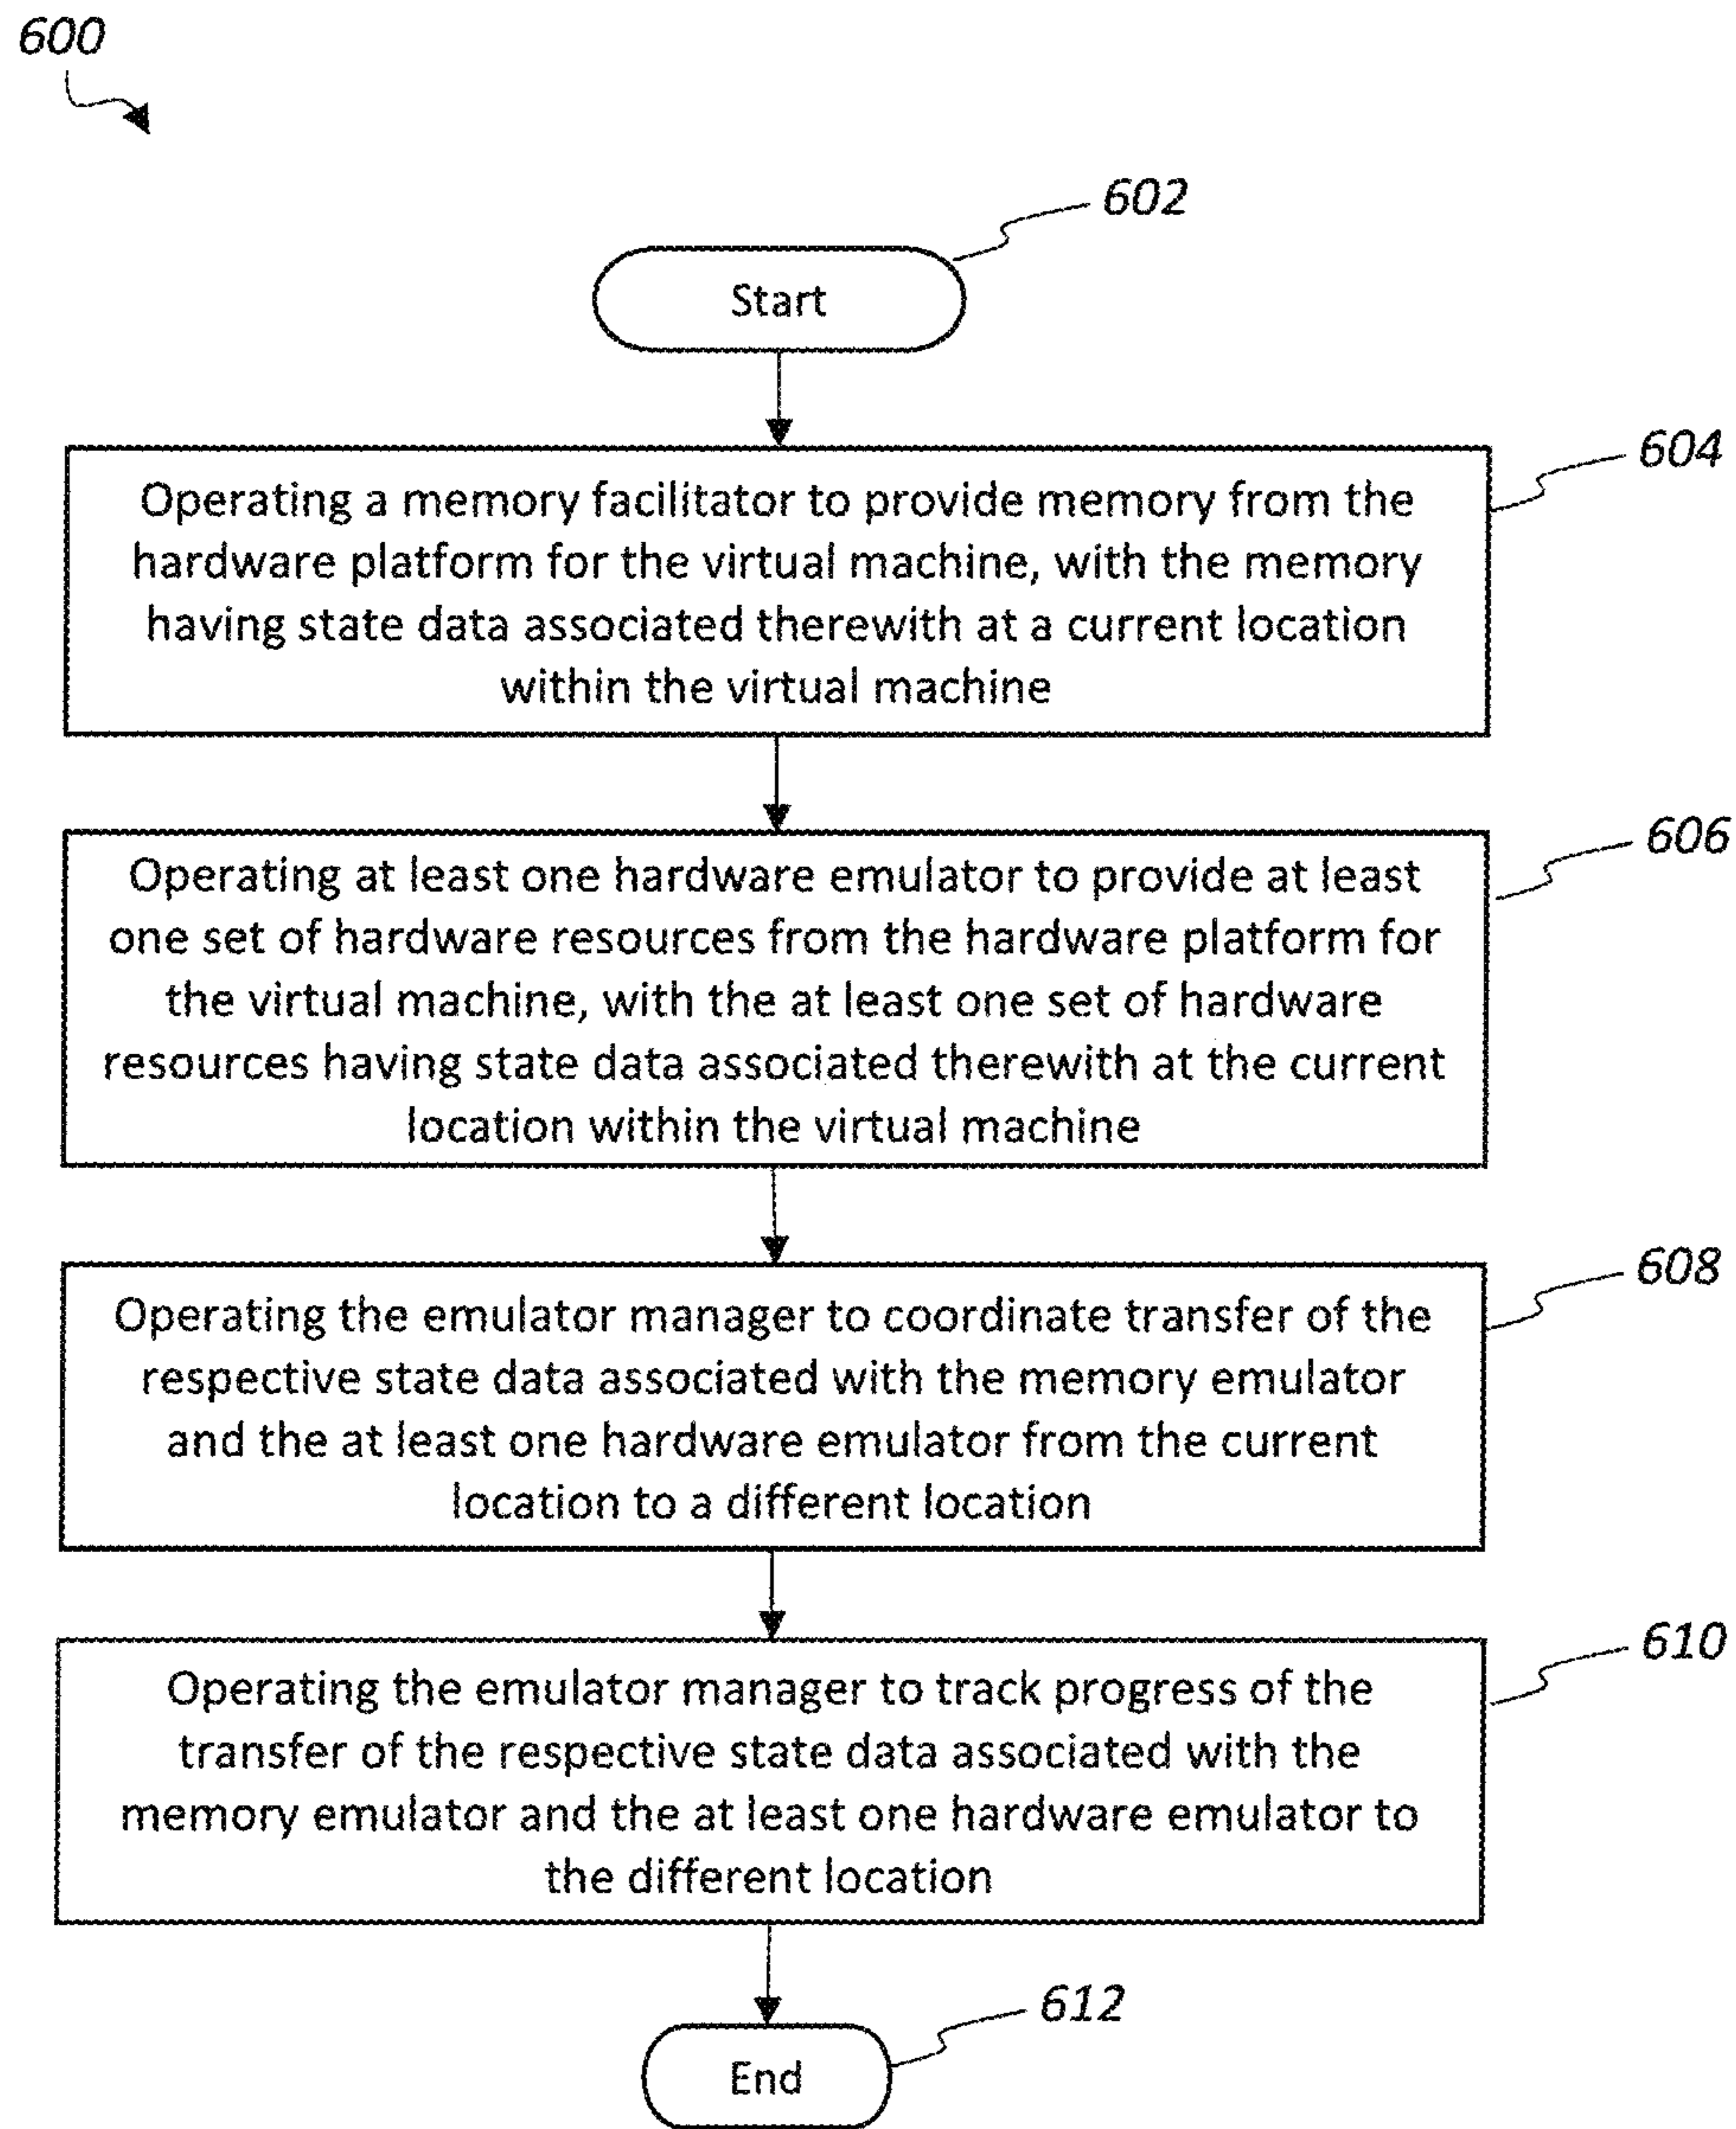 600
602
Start
604
Operating a memory facilitator to provide memory from the
hardware platform for the virtual machine, with the memory
having state data associated therewith at a current location
within the virtual machine
606
Operating at least one hardware emulator to provide at least
one set of hardware resources from the hardware platform for
the virtual machine, with the at least one set of hardware
resources having state data associated therewith at the current
location within the virtual machine
608
Operating the emulator manager to coordinate transfer of the
respective state data associated with the memory emulator
and the at least one hardware emulator from the current
location to a different location
610
Operating the emulator manager to track progress of the
transfer of the respective state data associated with the
memory emulator and the at least one hardware emulator to
the different location
612
End